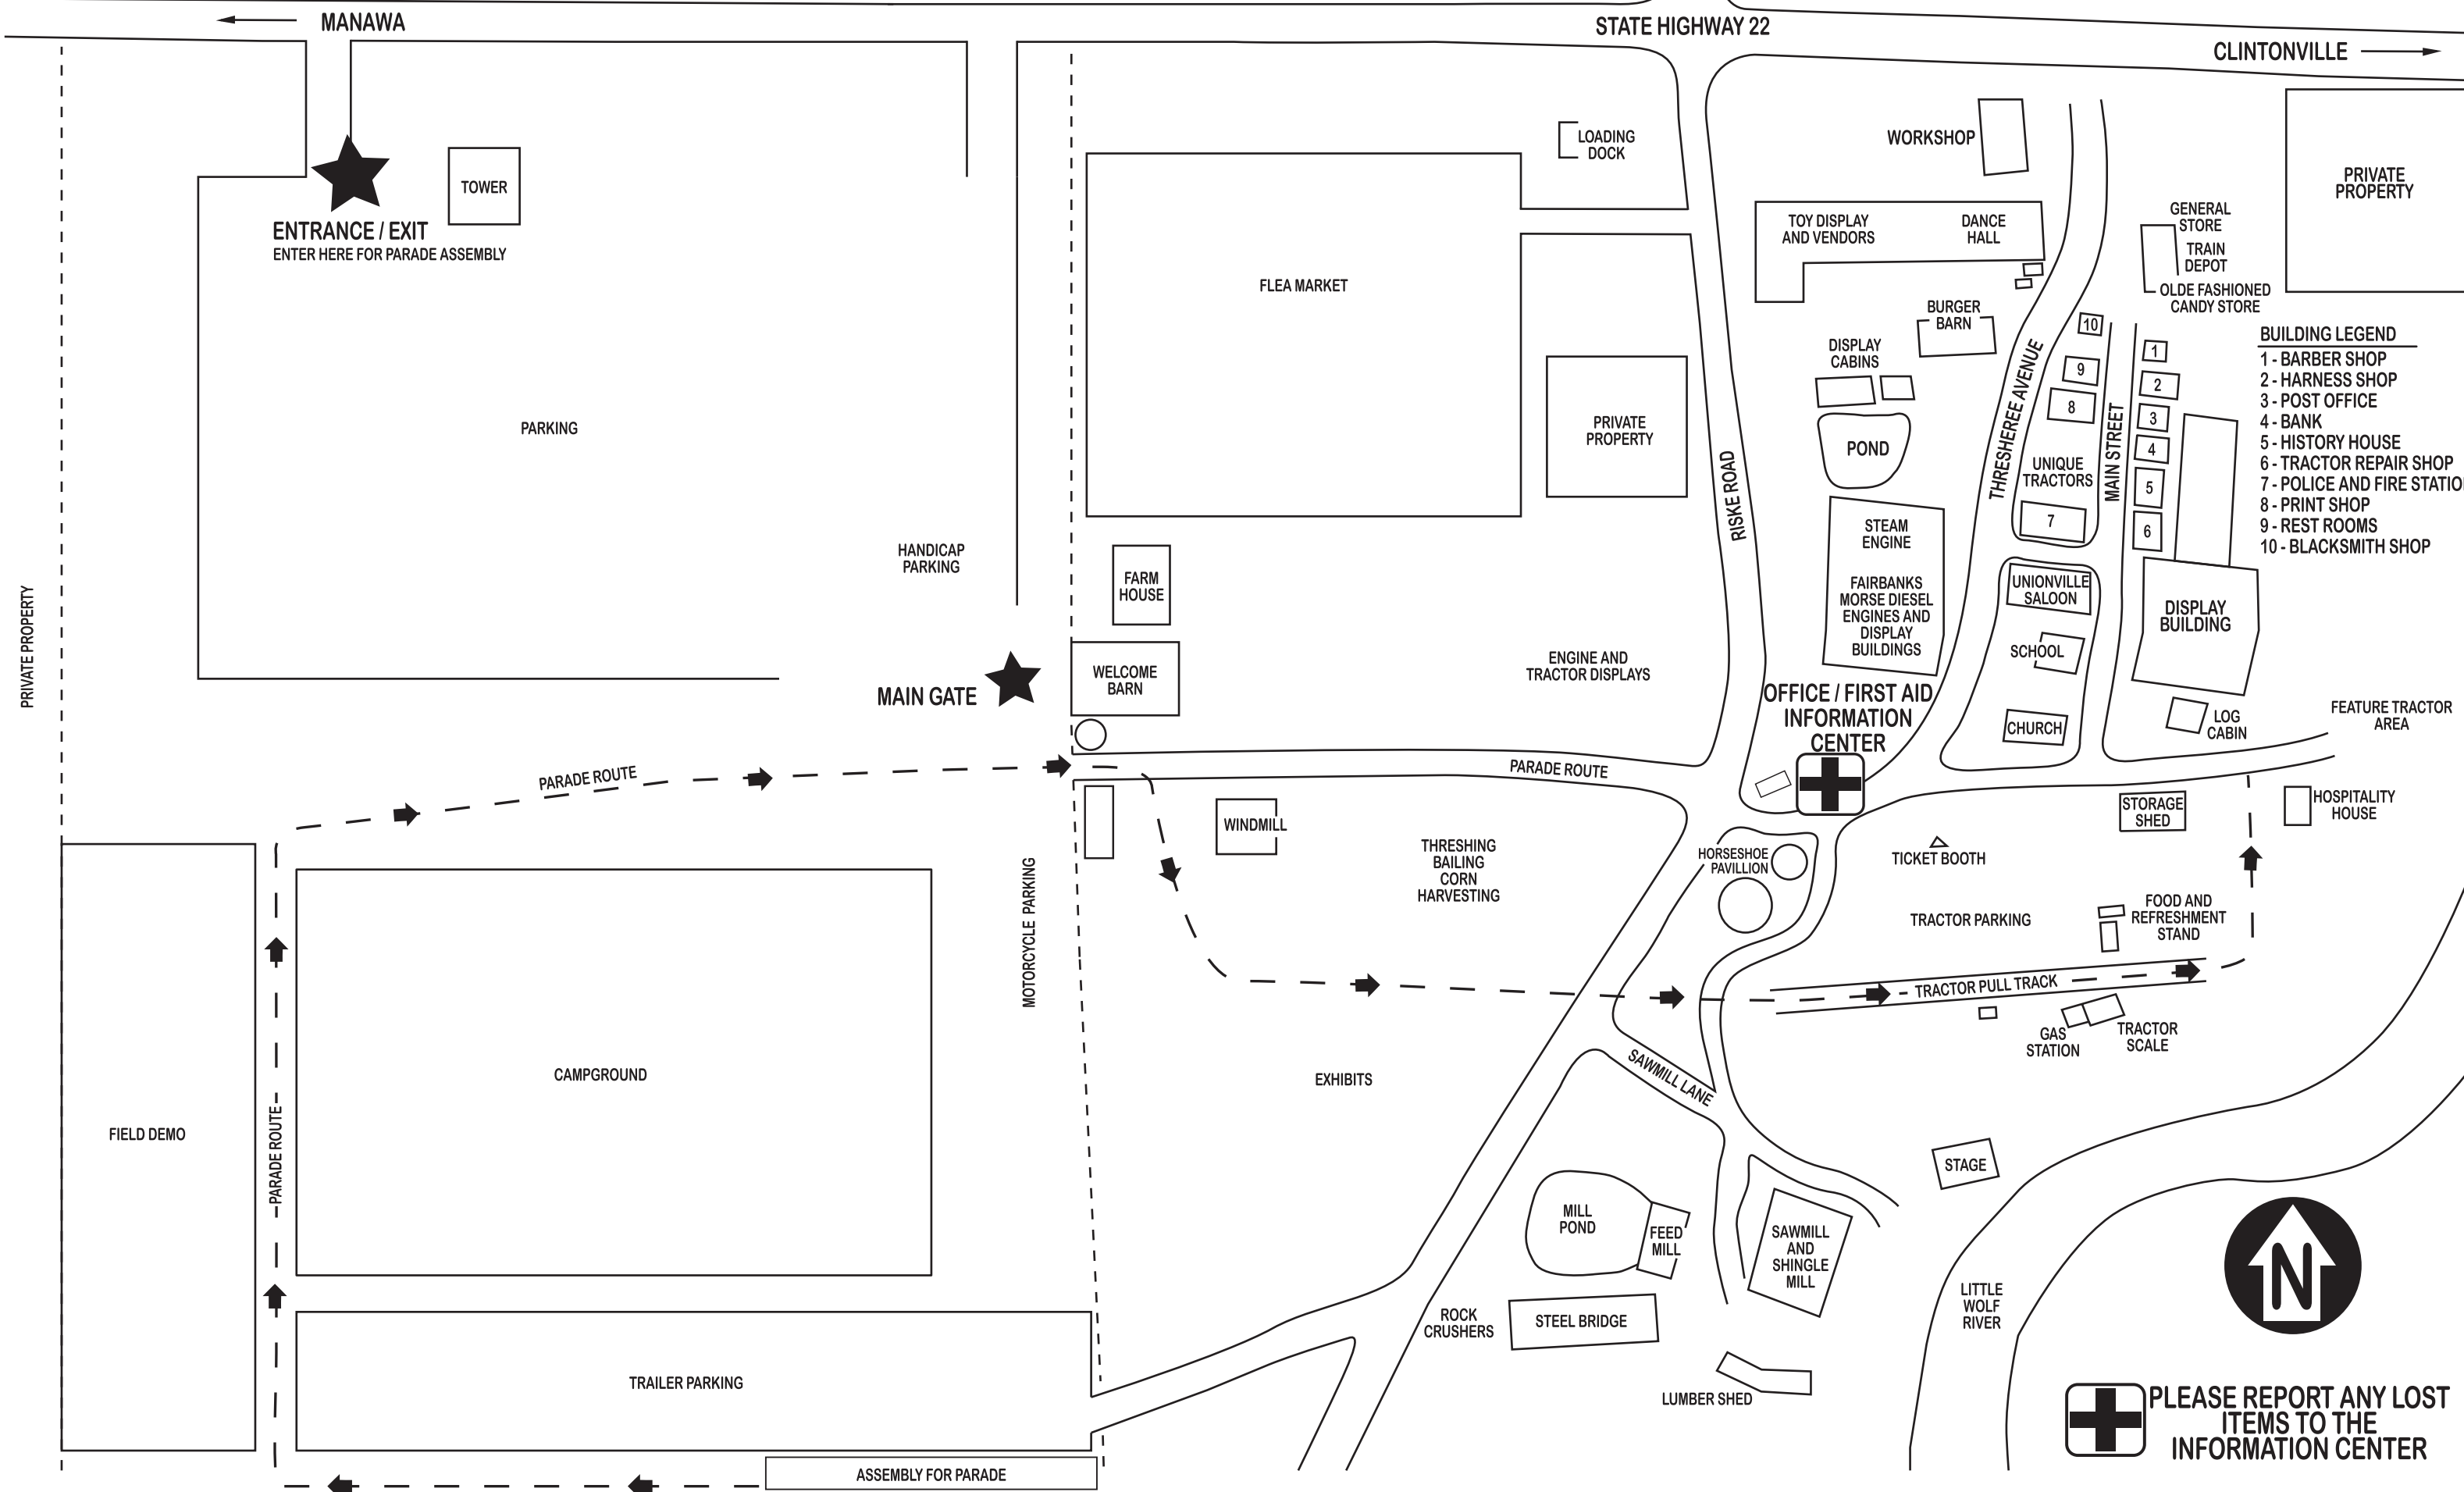 MANAWA
STATE HIGHWAY 22
CLINTONVILLE
TOWER
ENTRANCE / EXIT
ENTER HERE FOR PARADE ASSEMBLY
PARKING
HANDICAP
PARKING
PRIVATE PROPERTY
MAIN GATE
LOADING
DOCK
FLEA MARKET
PRIVATE
PROPERTY
FARM
HOUSE
WELCOME
BARN
ENGINE AND
TRACTOR DISPLAYS
RISKE ROAD
WORKSHOP
TOY DISPLAY
AND VENDORS
DANCE
HALL
BURGER
BARN
DISPLAY
CABINS
POND
STEAM
ENGINE
FAIRBANKS
MORSE DIESEL
ENGINES AND
DISPLAY
BUILDINGS
THRESHEREE AVENUE
GENERAL
STORE
TRAIN
DEPOT
OLDE FASHIONED
CANDY STORE
PRIVATE
PROPERTY
10
9
8
UNIQUE
TRACTORS
7
MAIN STREET
1
2
3
4
5
6
BUILDING LEGEND
1 - BARBER SHOP
2 - HARNESS SHOP
3 - POST OFFICE
4 - BANK
5 - HISTORY HOUSE
6 - TRACTOR REPAIR SHOP
7 - POLICE AND FIRE STATIO
8 - PRINT SHOP
9 - REST ROOMS
10 - BLACKSMITH SHOP
UNIONVILLE
SALOON
SCHOOL
CHURCH
DISPLAY
BUILDING
LOG
CABIN
FEATURE TRACTOR
AREA
OFFICE / FIRST AID
INFORMATION
CENTER
PARADE ROUTE
PARADE ROUTE
WINDMILL
THRESHING
BAILING
CORN
HARVESTING
HORSESHOE
PAVILLION
TICKET BOOTH
STORAGE
SHED
HOSPITALITY
HOUSE
TRACTOR PARKING
FOOD AND
REFRESHMENT
STAND
TRACTOR PULL TRACK
GAS
STATION
TRACTOR
SCALE
MOTORCYCLE PARKING
CAMPGROUND
FIELD DEMO
PARADE ROUTE
EXHIBITS
SAWMILL LANE
STAGE
MILL
POND
FEED
MILL
SAWMILL
AND
SHINGLE
MILL
LITTLE
WOLF
RIVER
N
ROCK
CRUSHERS
STEEL BRIDGE
LUMBER SHED
TRAILER PARKING
ASSEMBLY FOR PARADE
PLEASE REPORT ANY LOST
ITEMS TO THE
INFORMATION CENTER